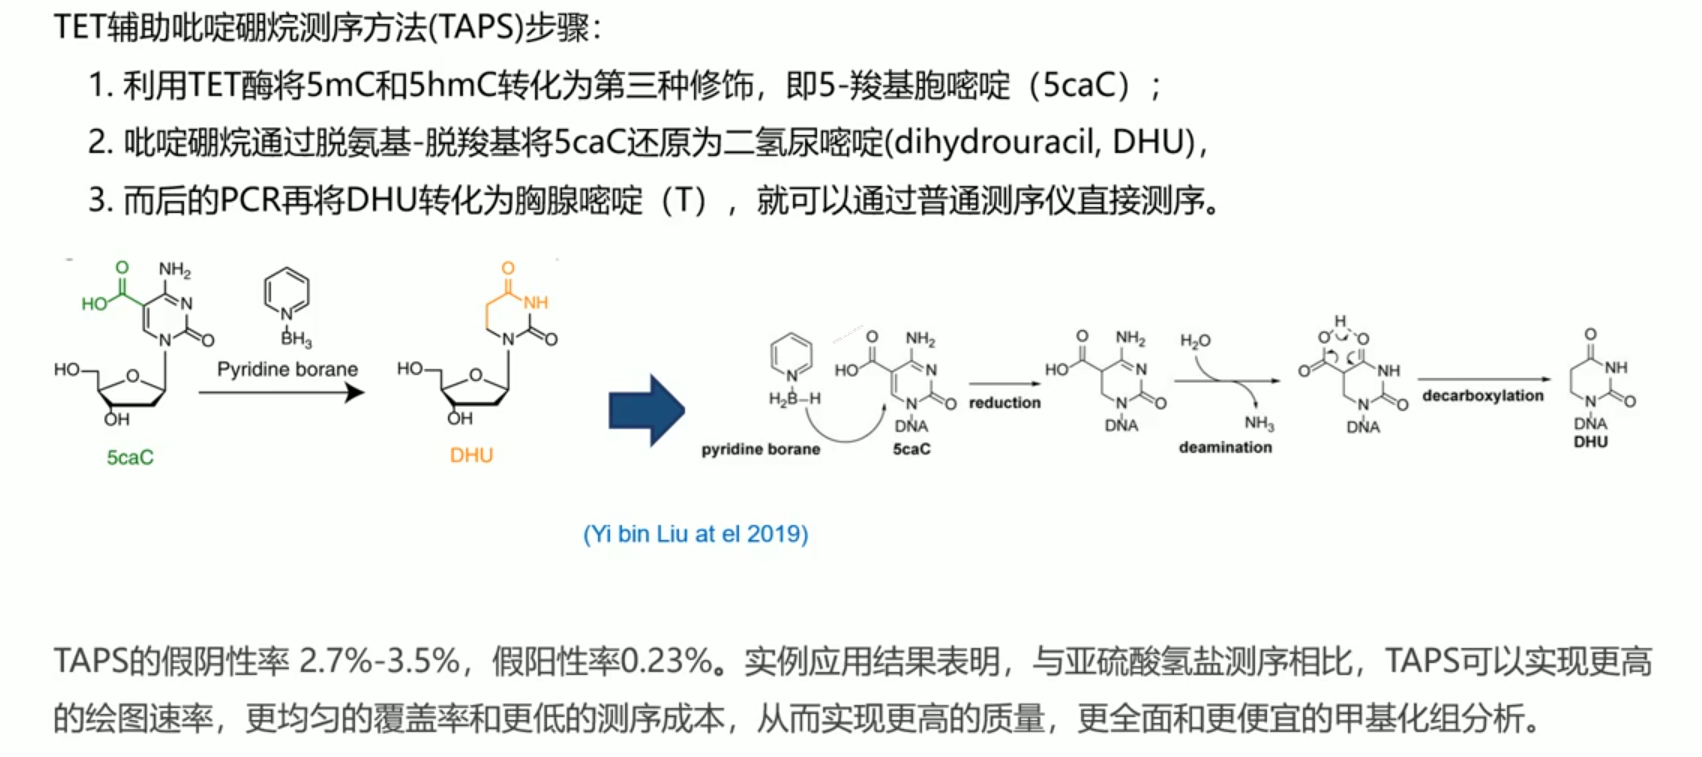 TET辅助吡啶硼烷测序方法(TAPS)步骤：
1. 利用TET酶将5mC和5hmC转化为第三种修饰，即5-羧基胞嘧啶（5caC）；
2. 吡啶硼烷通过脱氨基-脱羧基将5caC还原为二氢尿嘧啶(dihydrouracil, DHU)，
3. 而后的PCR再将DHU转化为胸腺嘧啶（T），就可以通过普通测序仪直接测序。
O
NH2
HO
N
N
O
HO
O
OH
5caC
N
BH3
Pyridine borane
O
NH
N
O
HO
O
OH
DHU
N
H2B–H
pyridine borane
O
NH2
HO
N
N
O
DNA
5caC
reduction
O
NH2
HO
N
N
O
DNA
H2O
NH3
deamination
H
O
O
O
NH
N
O
DNA
decarboxylation
O
NH
N
O
DNA
DHU
(Yi bin Liu at el 2019)
TAPS的假阴性率 2.7%-3.5%，假阳性率0.23%。实例应用结果表明，与亚硫酸氢盐测序相比，TAPS可以实现更高
的绘图速率，更均匀的覆盖率和更低的测序成本，从而实现更高的质量，更全面和更便宜的甲基化组分析。